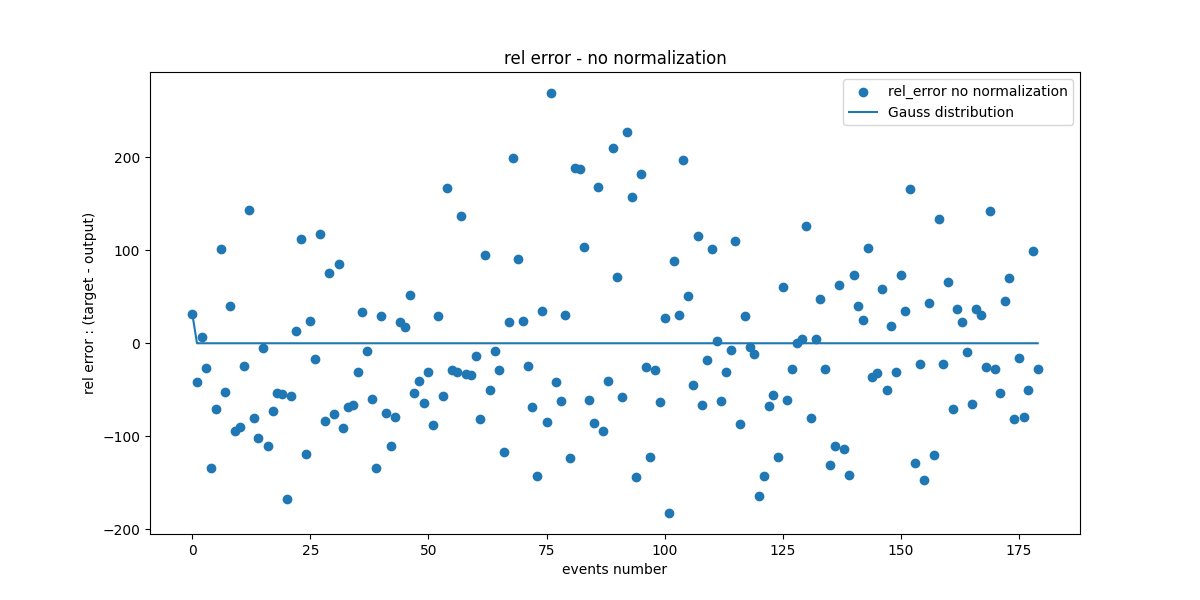 rel error - no normalization
rel_error no normalization
Gauss distribution
rel error : (target - output)
200
100
0
−100
−200
0
25
50
75
100
125
150
175
events number